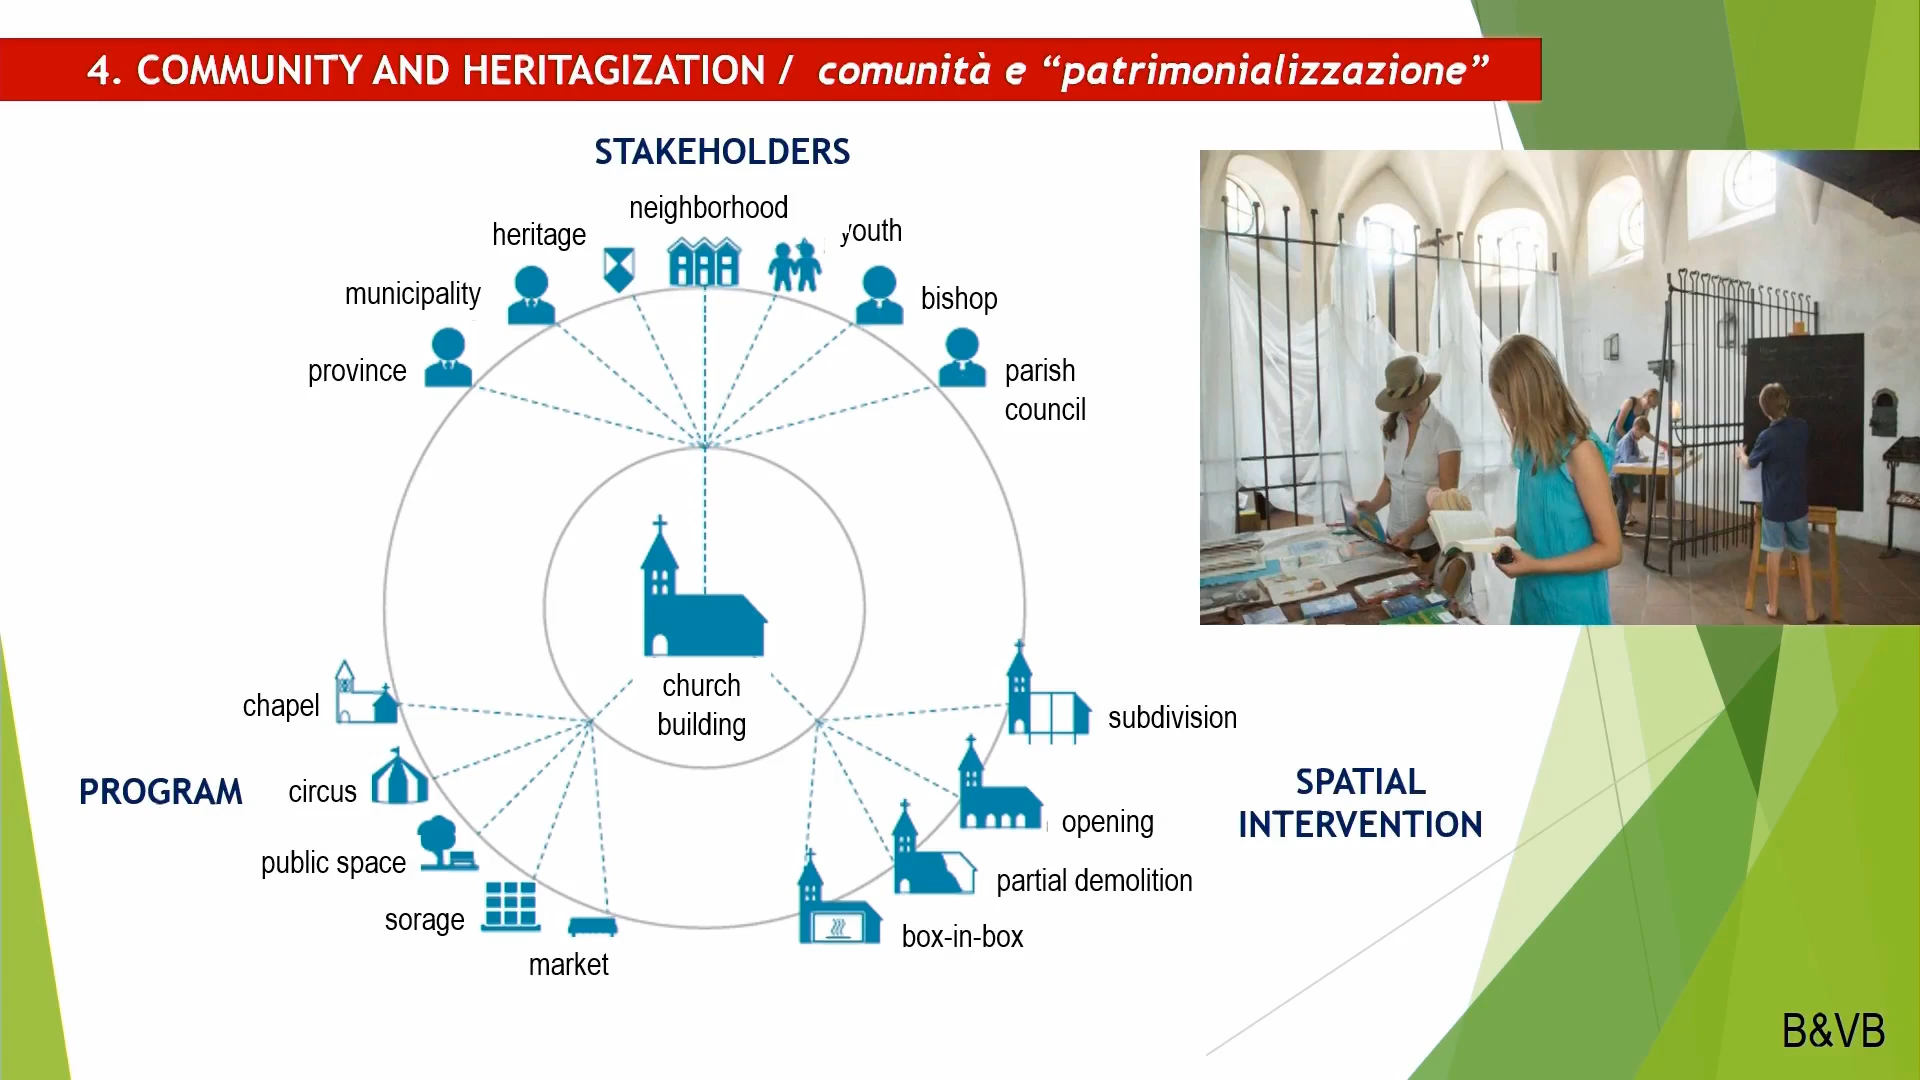 4. COMMUNITY AND HERITAGIZATION / comunità e “patrimonializzazione”
STAKEHOLDERS
neighborhood
heritage
youth
municipality
bishop
province
parish
council
church
building
chapel
subdivision
PROGRAM
circus
SPATIAL
INTERVENTION
opening
public space
partial demolition
sorage
box-in-box
market
B&VB